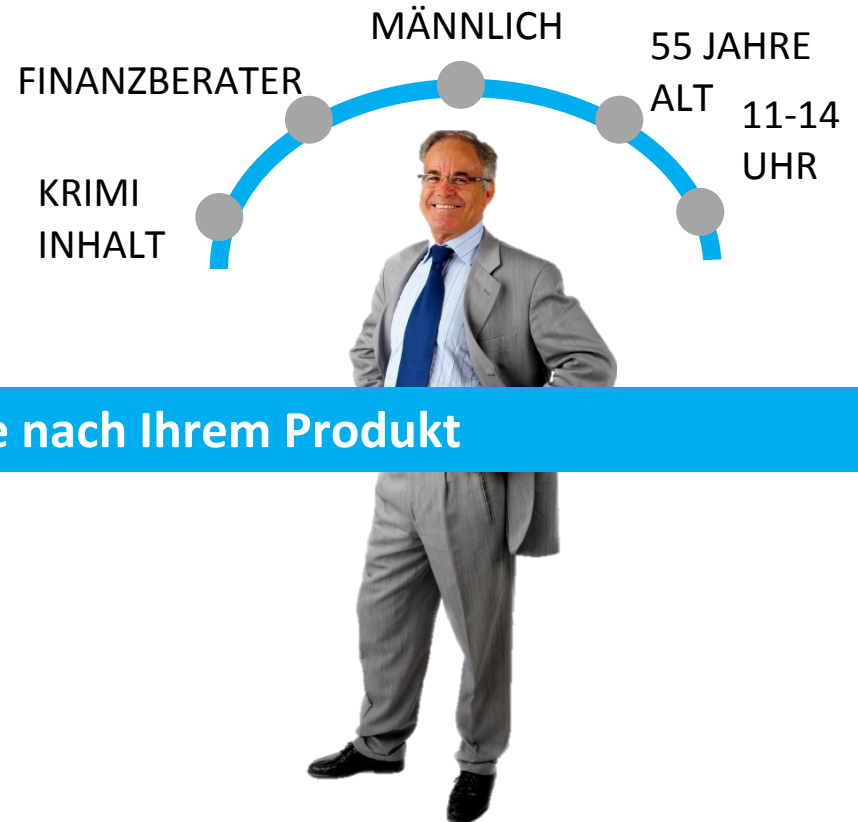 MÄNNLICH
55 JAHRE
ALT
FINANZBERATER
11-14
UHR
KRIMI
INHALT
nach Ihrem Produkt